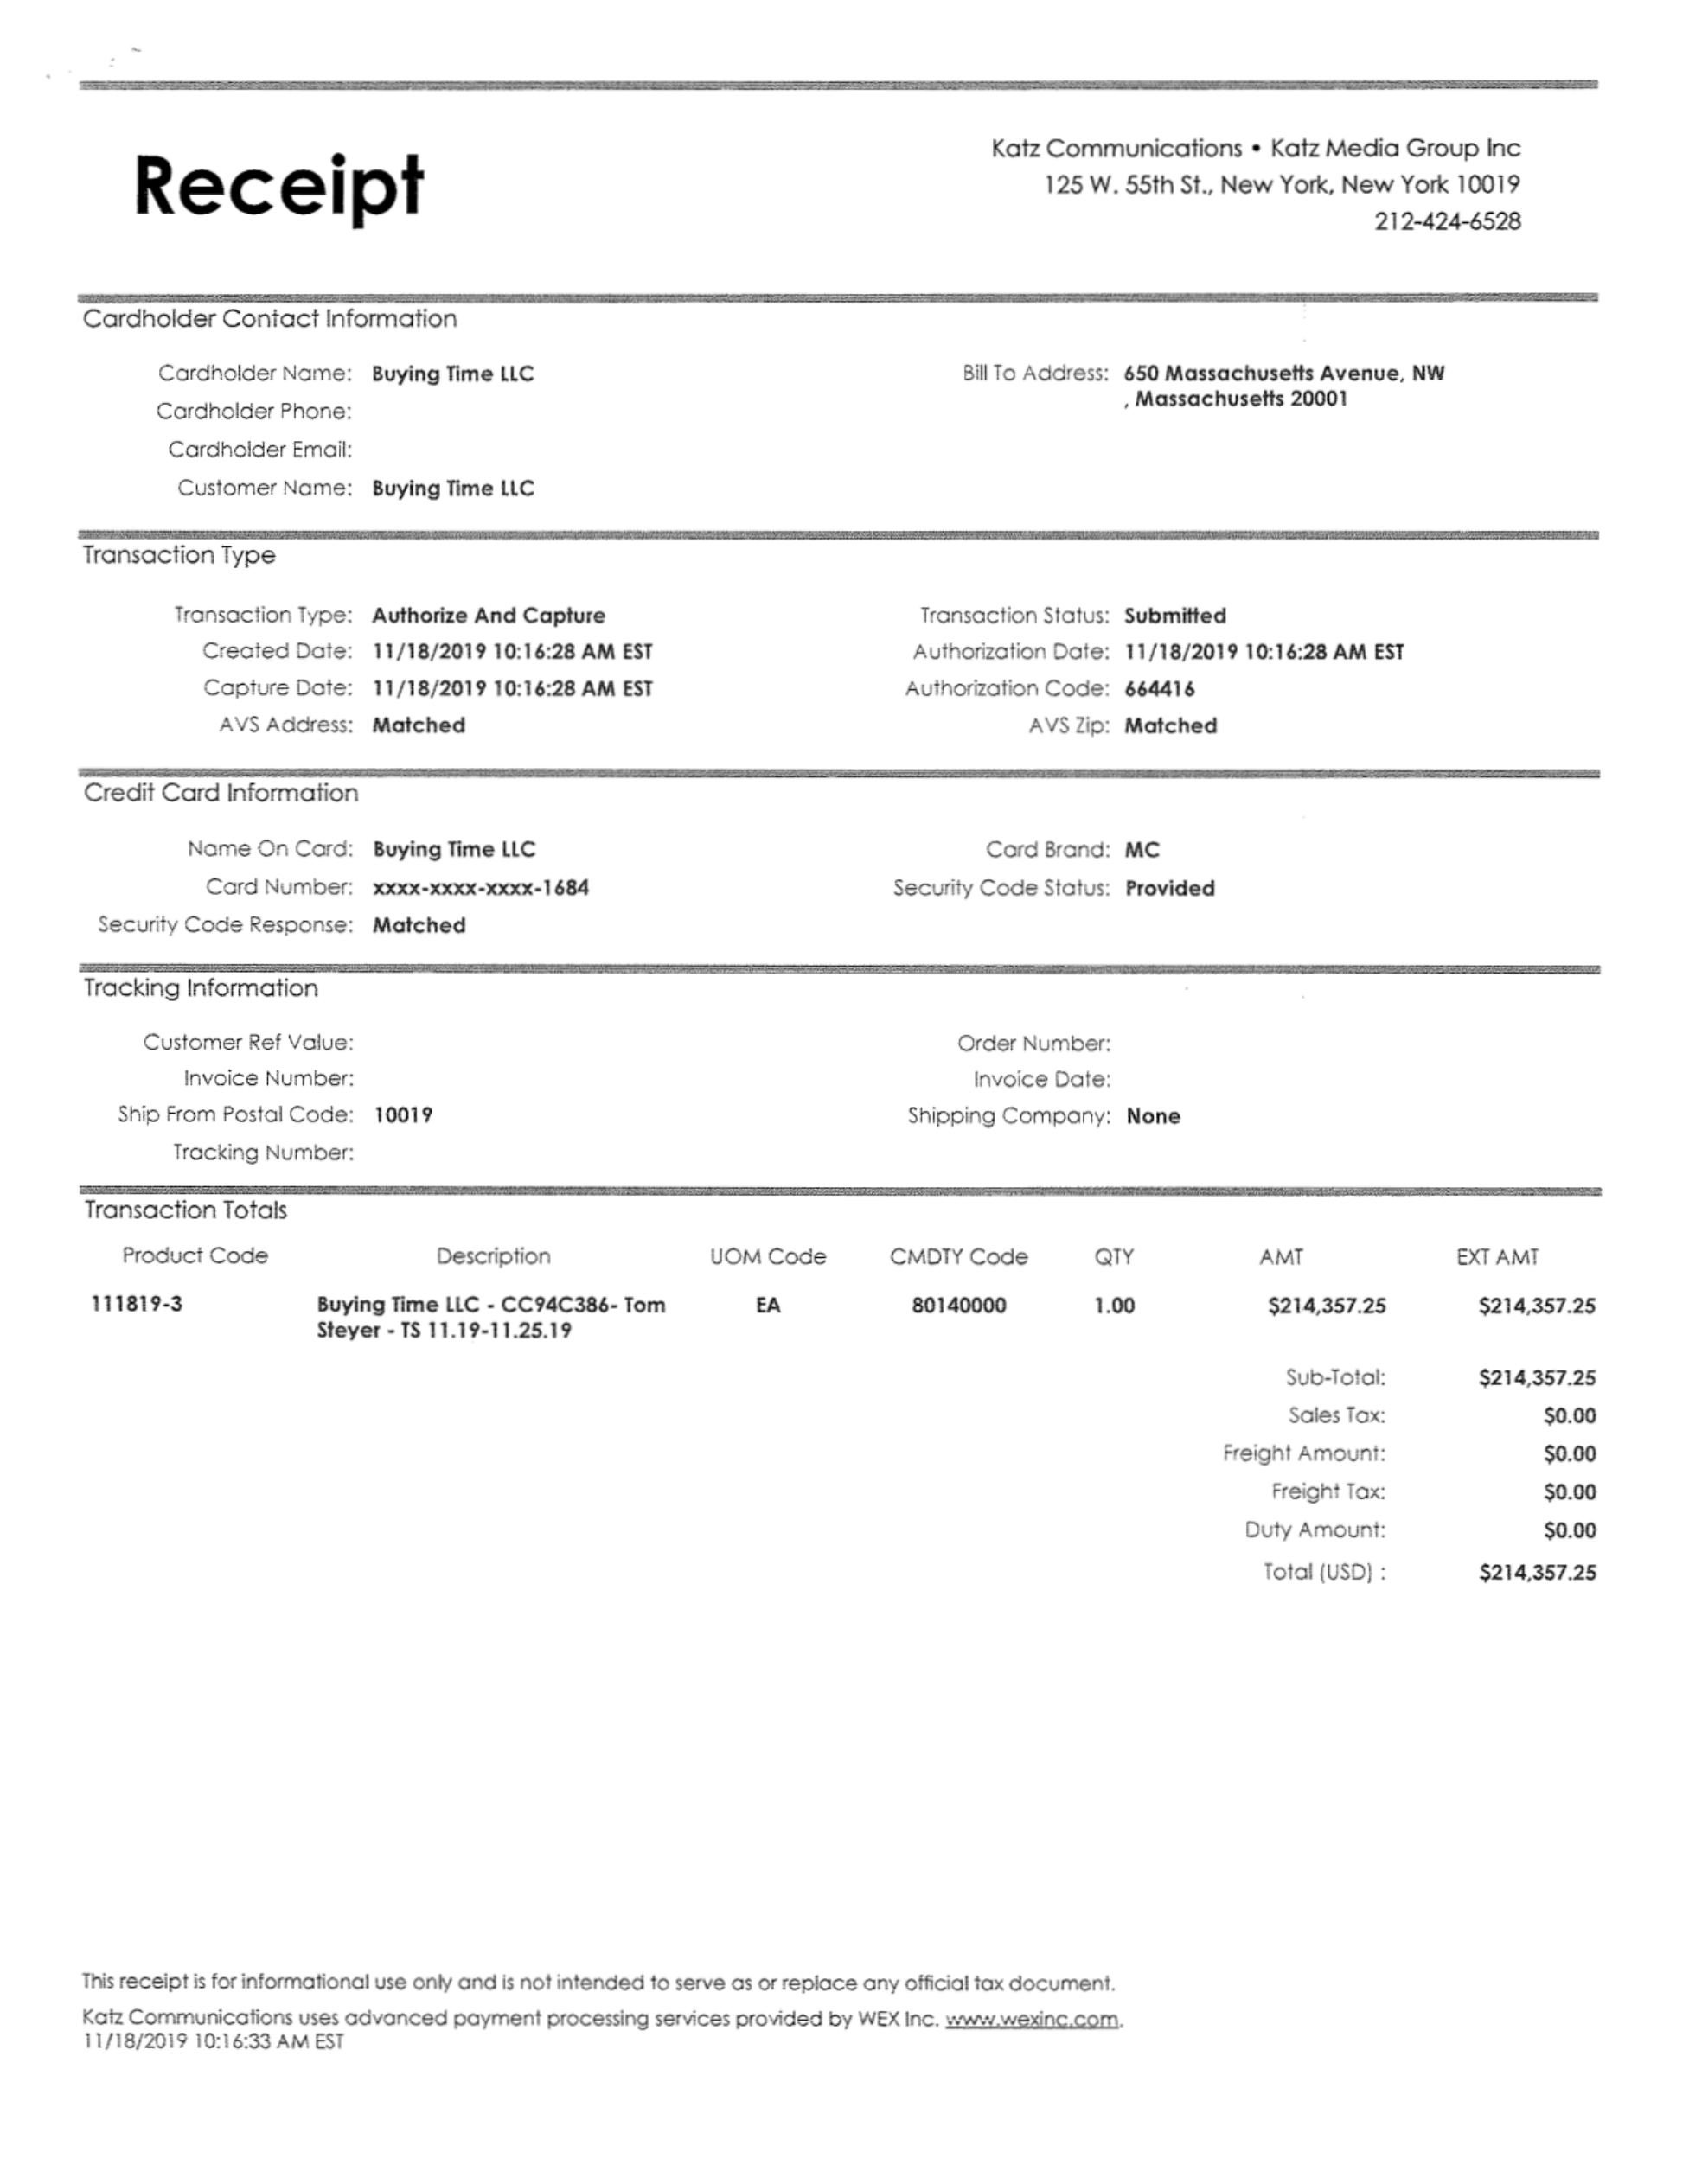 Receipt
Katz Communications • Katz Media Group Inc
125 W. 55th St., New York, New York 10019
212-424-6528
Cardholder Contact Information
Cardholder Name: Buying Time LLC
Cardholder Phone:
Cardholder Email:
Customer Name: Buying Time LLC
Bill To Address: 650 Massachusetts Avenue, NW
, Massachusetts 20001
Transaction Type
Transaction Type: Authorize And Capture
Transaction Status: Submitted
Created Date: 11/18/2019 10:16:28 AM EST
Authorization Date: 11/18/2019 10:16:28 AM EST
Capture Date: 11/18/2019 10:16:28 AM EST
Authorization Code: 664416
AVS Address: Matched
AVS Zip: Matched
Credit Card Information
Name On Card: Buying Time LLC
Card Brand: MC
Card Number: xxxx-xxxx-xxxx-1684
Security Code Status: Provided
Security Code Response: Matched
Tracking Information
Customer Ref Value:
Order Number:
Invoice Number:
Invoice Date:
Ship From Postal Code: 10019
Shipping Company: None
Tracking Number:
Transaction Totals
Product Code Description UOM Code CMDTY Code QTY AMT EXT AMT
111819-3 Buying Time LLC - CC94C386- Tom EA 80140000 1.00 $214,357.25 $214,357.25
Steyer - TS 11.19-11.25.19
Sub-Total: $214,357.25
Sales Tax: $0.00
Freight Amount: $0.00
Freight Tax: $0.00
Duty Amount: $0.00
Total (USD) : $214,357.25
This receipt is for informational use only and is not intended to serve as or replace any official tax document.
Katz Communications uses advanced payment processing services provided by WEX Inc. www.wexinc.com.
11/18/2019 10:16:33 AM EST